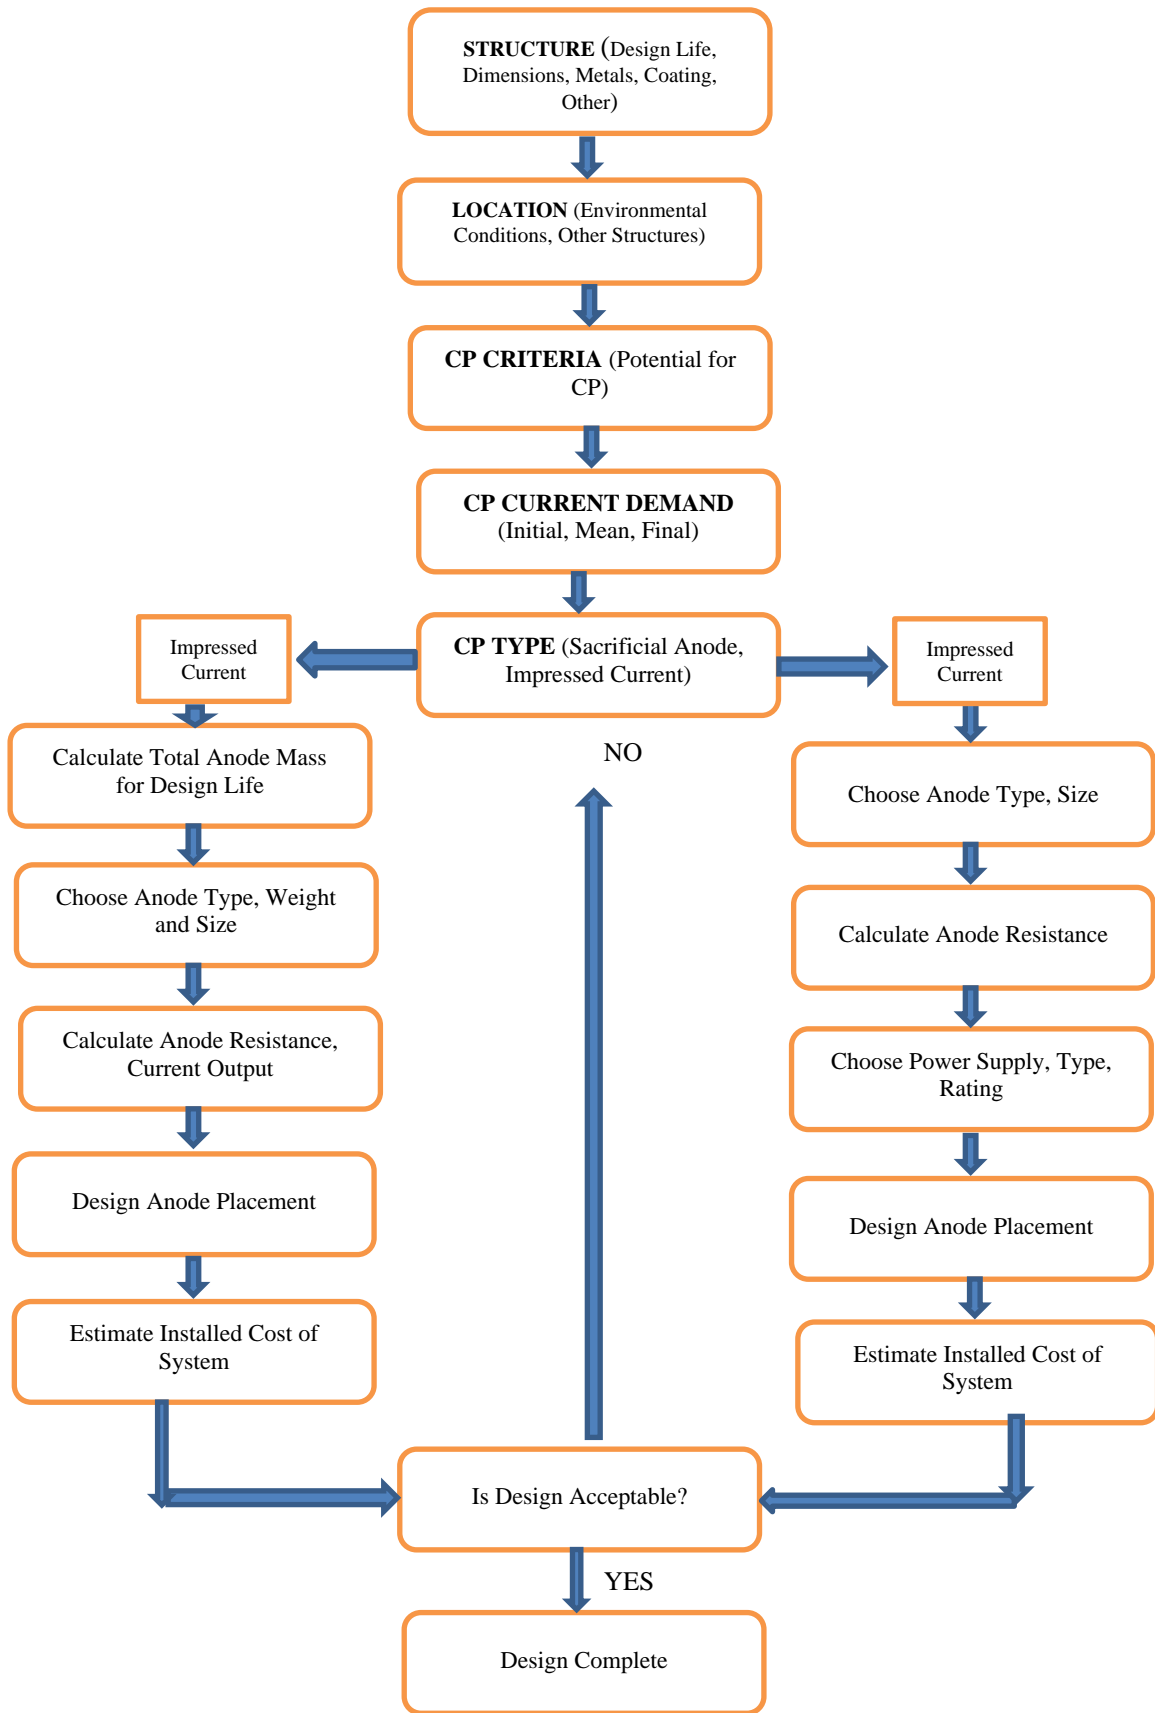 STRUCTURE (Design Life,
Dimensions, Metals, Coating,
Other)
LOCATION (Environmental
Conditions, Other Structures)
CP CRITERIA (Potential for
CP)
CP CURRENT DEMAND
(Initial, Mean, Final)
CP TYPE (Sacrificial Anode,
Impressed Current)
Impressed
Current
Calculate Total Anode Mass
for Design Life
Choose Anode Type, Weight
and Size
Calculate Anode Resistance,
Current Output
Design Anode Placement
Estimate Installed Cost of
System
Impressed
Current
Choose Anode Type, Size
Calculate Anode Resistance
Choose Power Supply, Type,
Rating
Design Anode Placement
Estimate Installed Cost of
System
NO
Is Design Acceptable?
YES
Design Complete